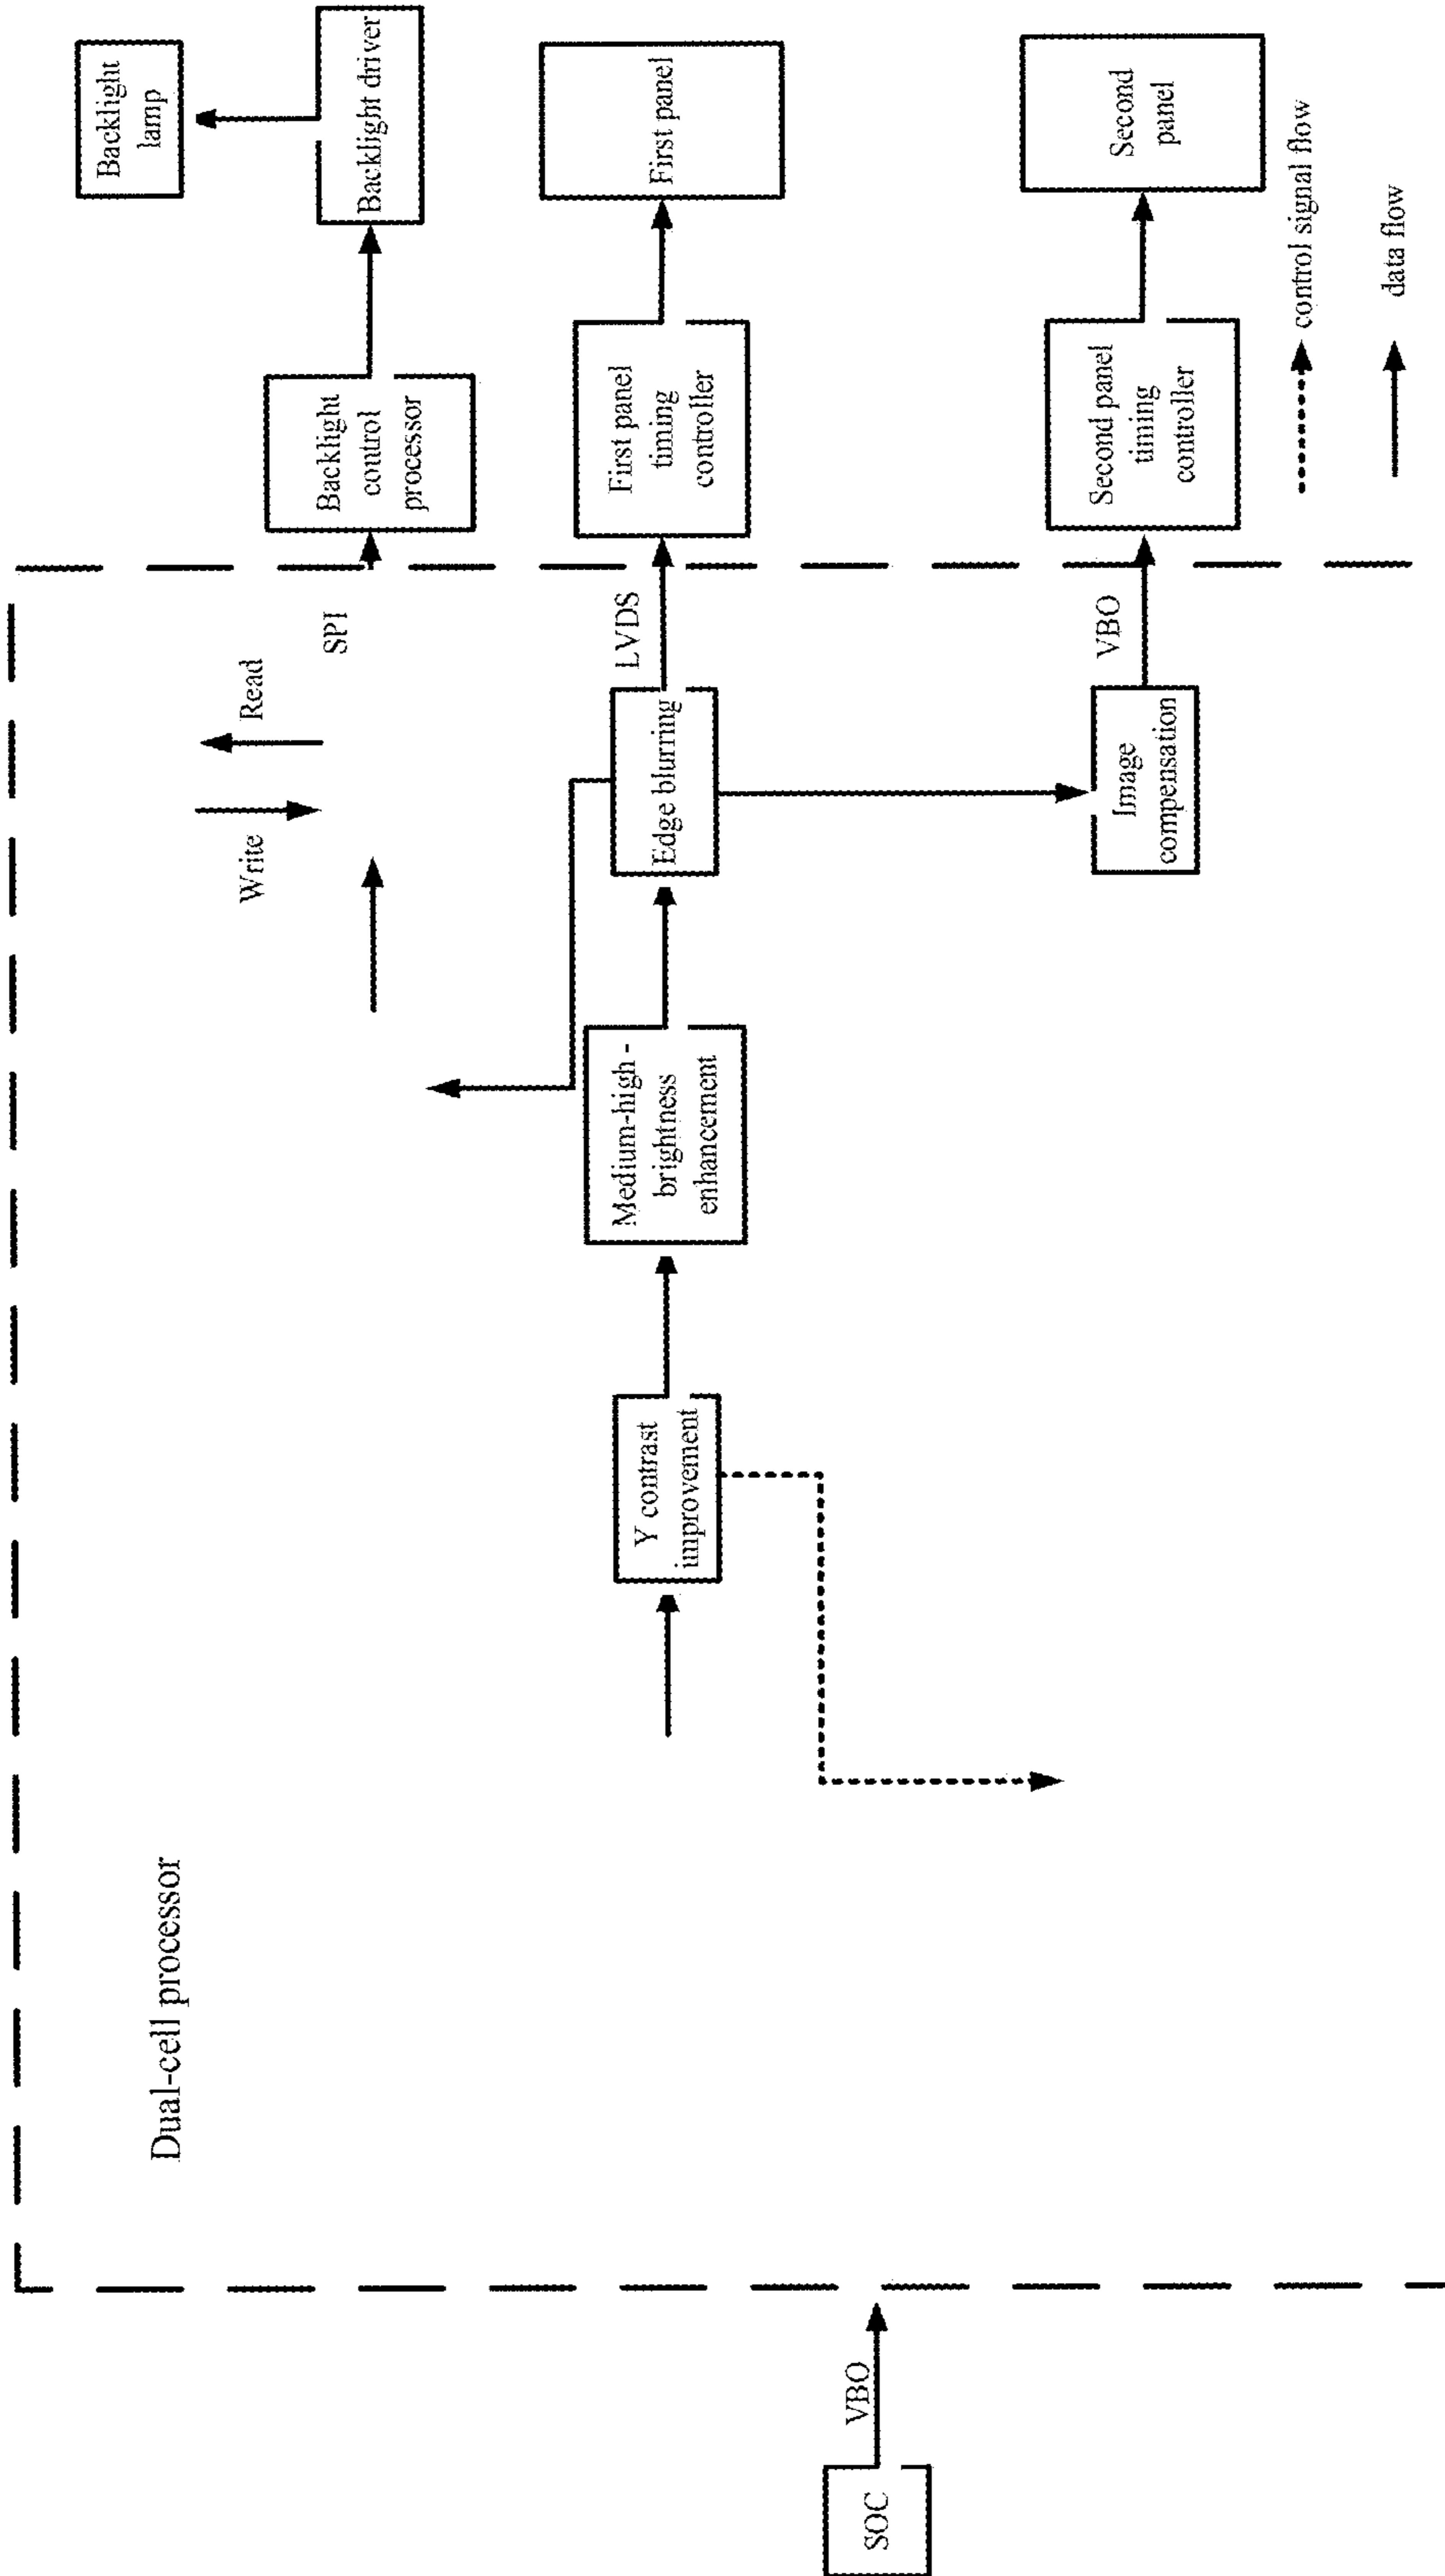 Dual-cell processor
SOC
VBO
Y contrast
improvement
Medium-high -
brightness
enhancement
Edge blurring
Image
compensation
Write
Read
SPI
LVDS
VBO
Backlight
control
processor
Backlight driver
Backlight
lamp
First panel
timing
controller
First panel
Second panel
timing
controller
Second
panel
control signal flow
data flow